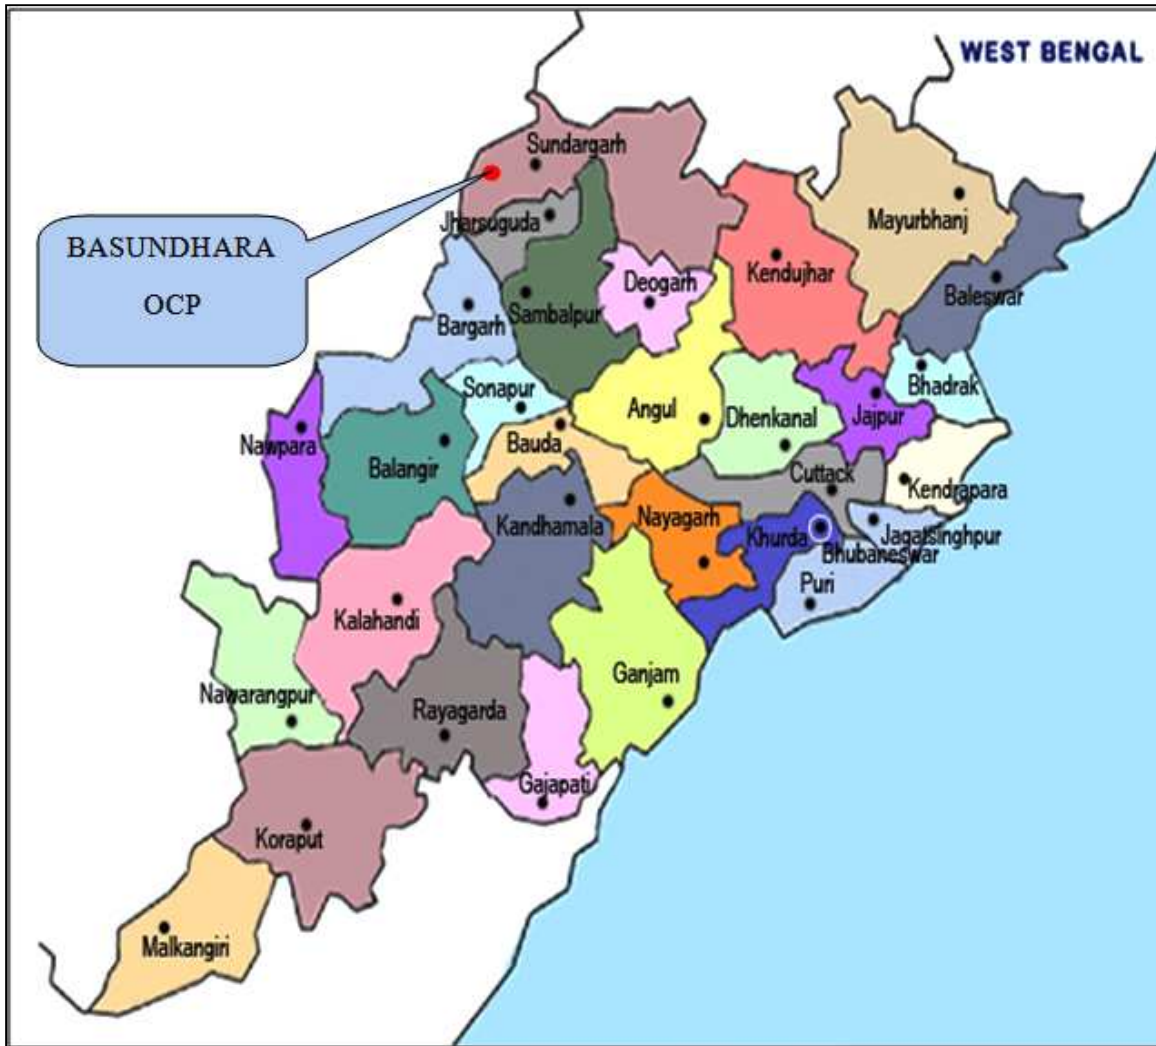 WEST BENGAL
Sundargarh
Mayurbhanj
Jharsuguda
BASUNDHARA
OCP
Deogarh
Kendujhar
Baleswar
Sambalpur
Bargarh
Bhadrak
Sonapur
Angul
Dhenkanal
Jajpur
Nawpara
Bauda
Balangir
Cuttack
Kendrapara
Kandhamala
Nayagarh
Khurda
Jagatsinghpur
Bhubaneswar
Puri
Kalahandi
Ganjam
Nawarangpur
Rayagarda
Gajapati
Koraput
Malkangiri